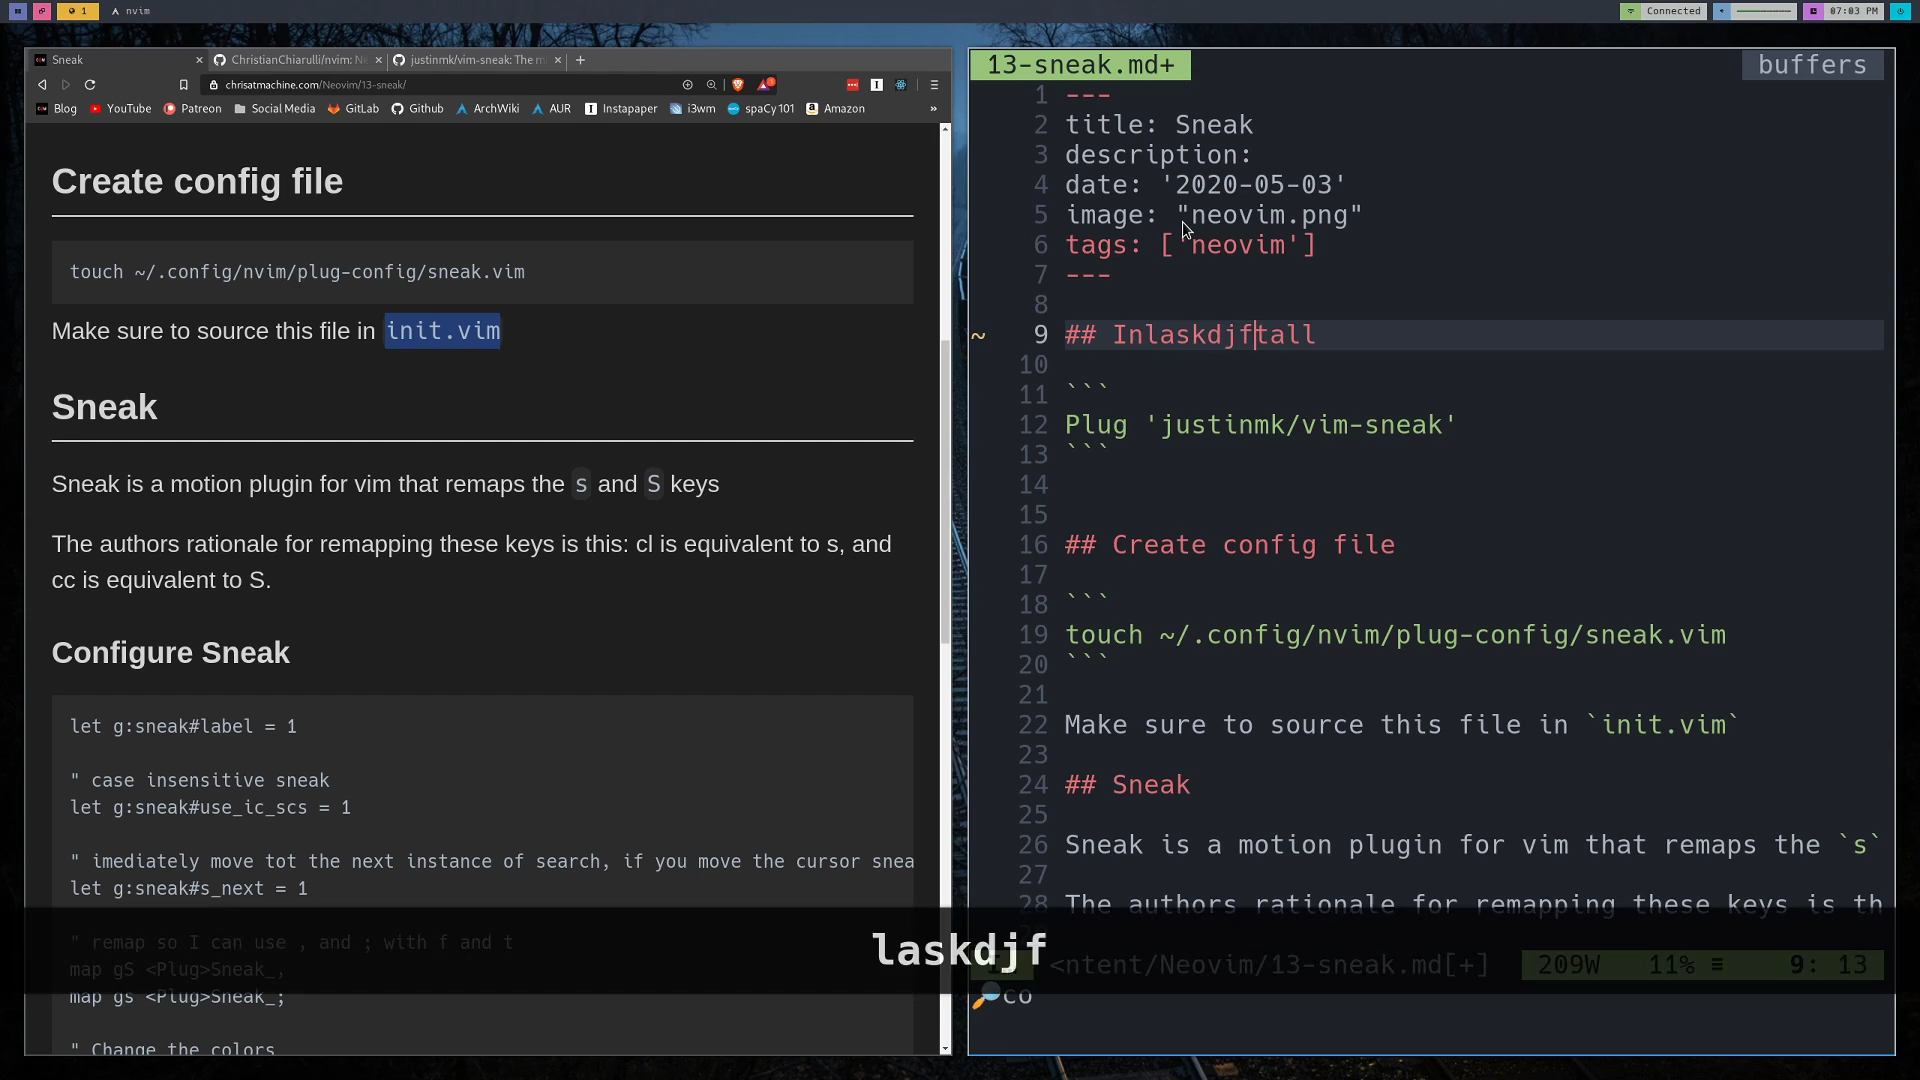 1
nvim
Connected
07:03 PM
Sneak
ChristianChiarulli/nvim: N
justinmk/vim-sneak: The m
chrisatmachine.com/Neovim/13-sneak/
Blog YouTube Patreon Social Media GitLab Github ArchWiki AUR Instapaper i3wm spaCy 101 Amazon »
Create config file
touch ~/.config/nvim/plug-config/sneak.vim
Make sure to source this file in init.vim
Sneak
Sneak is a motion plugin for vim that remaps the s and S keys
The authors rationale for remapping these keys is this: cl is equivalent to s, and
cc is equivalent to S.
Configure Sneak
let g:sneak#label = 1
" case insensitive sneak
let g:sneak#use_ic_scs = 1
" imediately move tot the next instance of search, if you move the cursor snea
let g:sneak#s_next = 1
" remap so I can use , and ; with f and t
map gS <Plug>Sneak_,
map gs <Plug>Sneak_;
" Change the colors
13-sneak.md+
buffers
1 ---
2 title: Sneak
3 description:
4 date: '2020-05-03'
5 image: "neovim.png"
6 tags: ['neovim']
7 ---
8
~ 9 ## Inlaskdjftall
10
11 ```
12 Plug 'justinmk/vim-sneak'
13 ```
14
15
16 ## Create config file
17
18 ```
19 touch ~/.config/nvim/plug-config/sneak.vim
20 ```
21
22 Make sure to source this file in `init.vim`
23
24 ## Sneak
25
26 Sneak is a motion plugin for vim that remaps the `s`
27
28 The authors rationale for remapping these keys is th
laskdjf
<ntent/Neovim/13-sneak.md[+] 209W 11% ≡ 9: 13
co